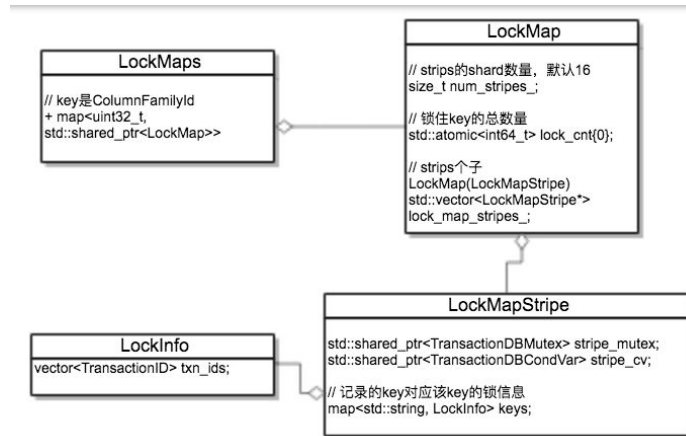 LockMaps
// key是ColumnFamilyId
+ map<uint32_t,
std::shared_ptr<LockMap>>
LockMap
// strips的shard数量，默认16
size_t num_stripes_;
// 锁住key的总数量
std::atomic<int64_t> lock_cnt{0};
// strips个子
LockMap(LockMapStripe)
std::vector<LockMapStripe*>
lock_map_stripes_;
LockInfo
vector<TransactionID> txn_ids;
LockMapStripe
std::shared_ptr<TransactionDBMutex> stripe_mutex;
std::shared_ptr<TransactionDBCondVar> stripe_cv;
// 记录的key对应该key的锁信息
map<std::string, LockInfo> keys;